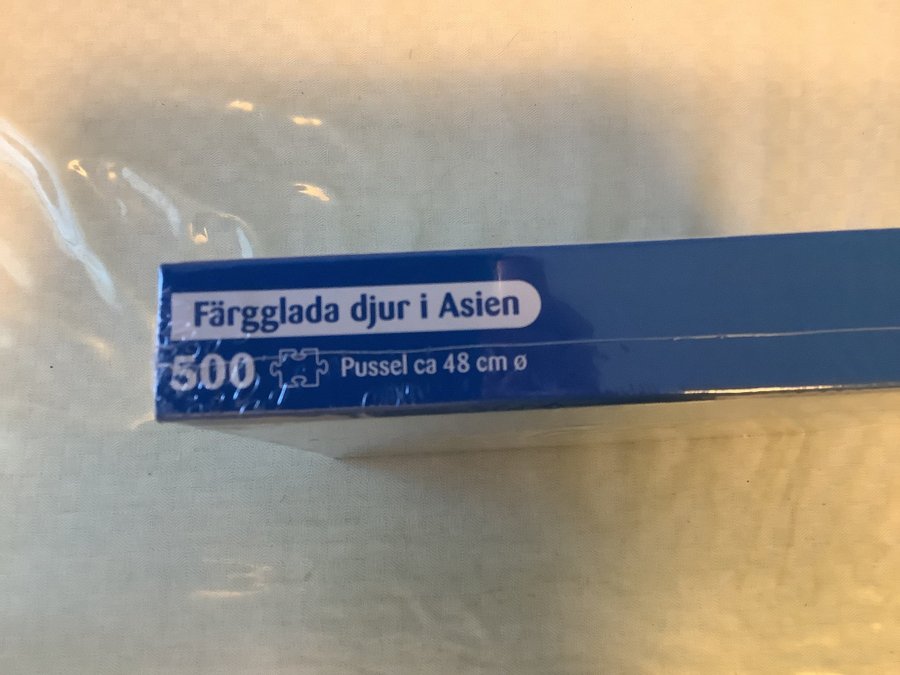 Färgglada djur i Asien
500 Pussel ca 48 cm ø